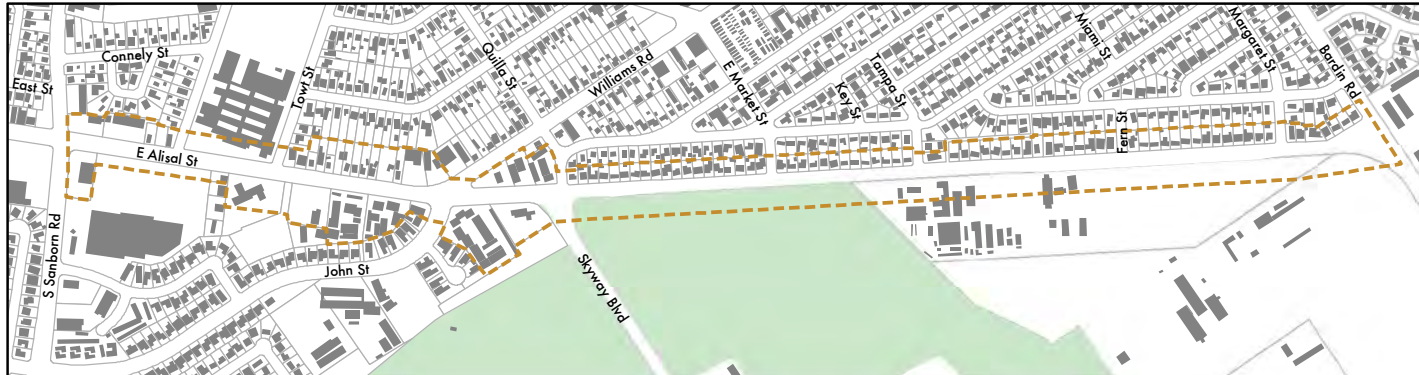 Connely St
East St
Towt St
Quilla St
Williams Rd
E Market St
Key St
Tampa St
Miami St
Margaret St
Bardin Rd
Fern St
E Alisal St
S Sanborn Rd
John St
Skyway Blvd